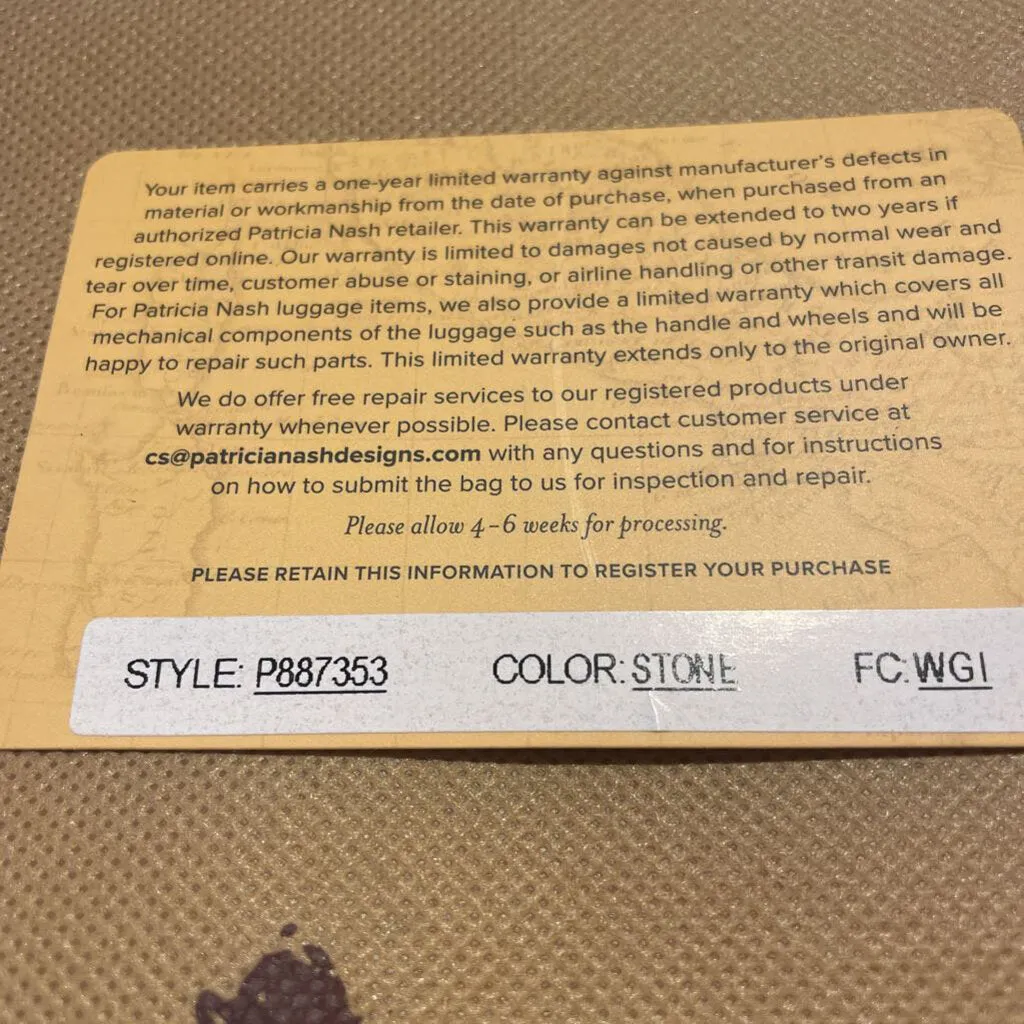 Your item carries a one-year limited warranty against manufacturer's defects in
material or workmanship from the date of purchase, when purchased from an
authorized Patricia Nash retailer. This warranty can be extended to two years if
registered online. Our warranty is limited to damages not caused by normal wear and
tear over time, customer abuse or staining, or airline handling or other transit damage.
For Patricia Nash luggage items, we also provide a limited warranty which covers all
mechanical components of the luggage such as the handle and wheels and will be
happy to repair such parts. This limited warranty extends only to the original owner.
We do offer free repair services to our registered products under
warranty whenever possible. Please contact customer service at
cs@patricianashdesigns.com with any questions and for instructions
on how to submit the bag to us for inspection and repair.
Please allow 4-6 weeks for processing.
PLEASE RETAIN THIS INFORMATION TO REGISTER YOUR PURCHASE
STYLE: P887353 COLOR: STONE FC: WGI